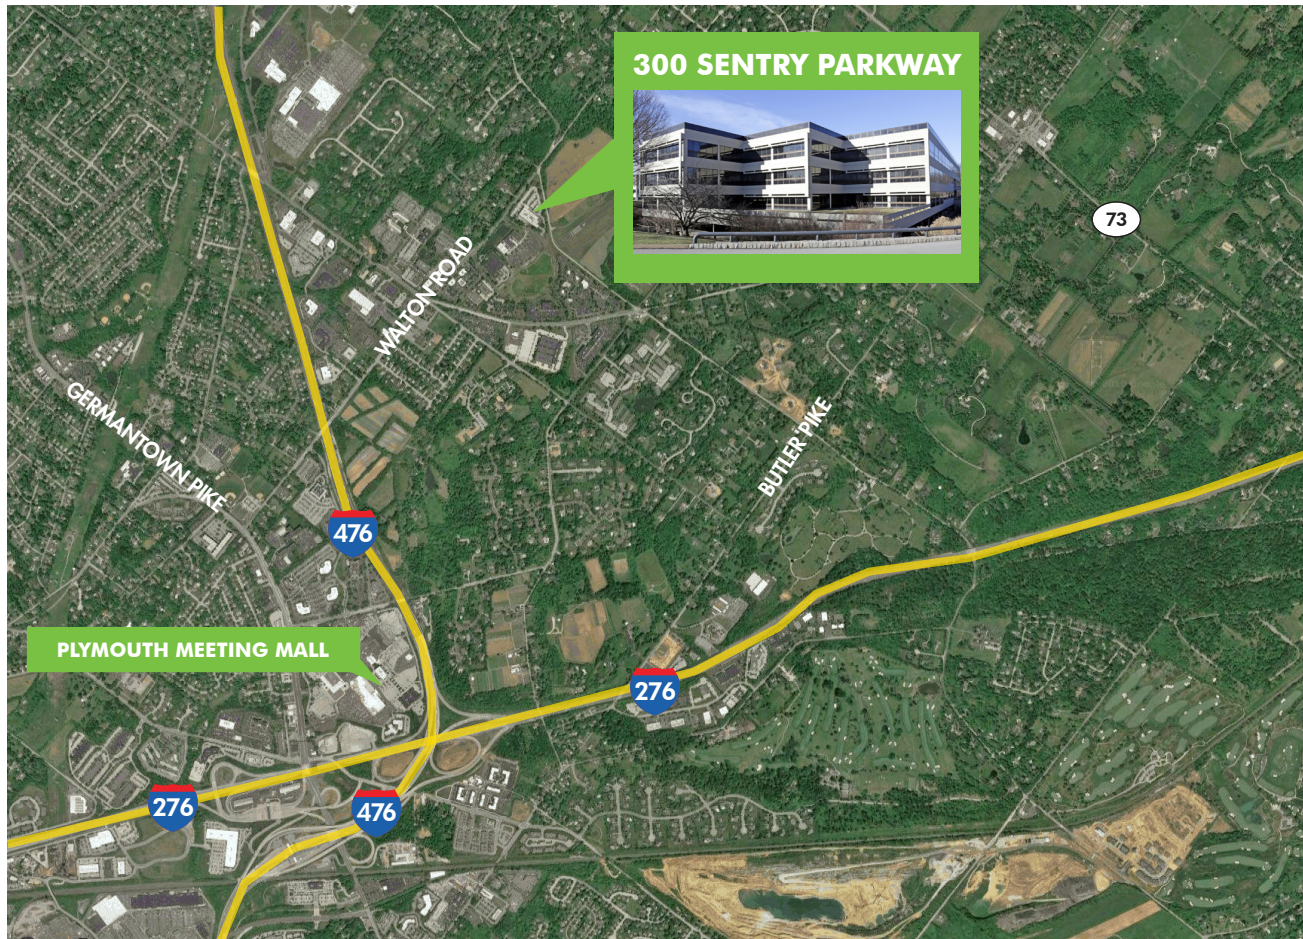 300 SENTRY PARKWAY
73
WALTON ROAD
GERMANTOWN PIKE
BUTLER PIKE
476
PLYMOUTH MEETING MALL
276
276
476